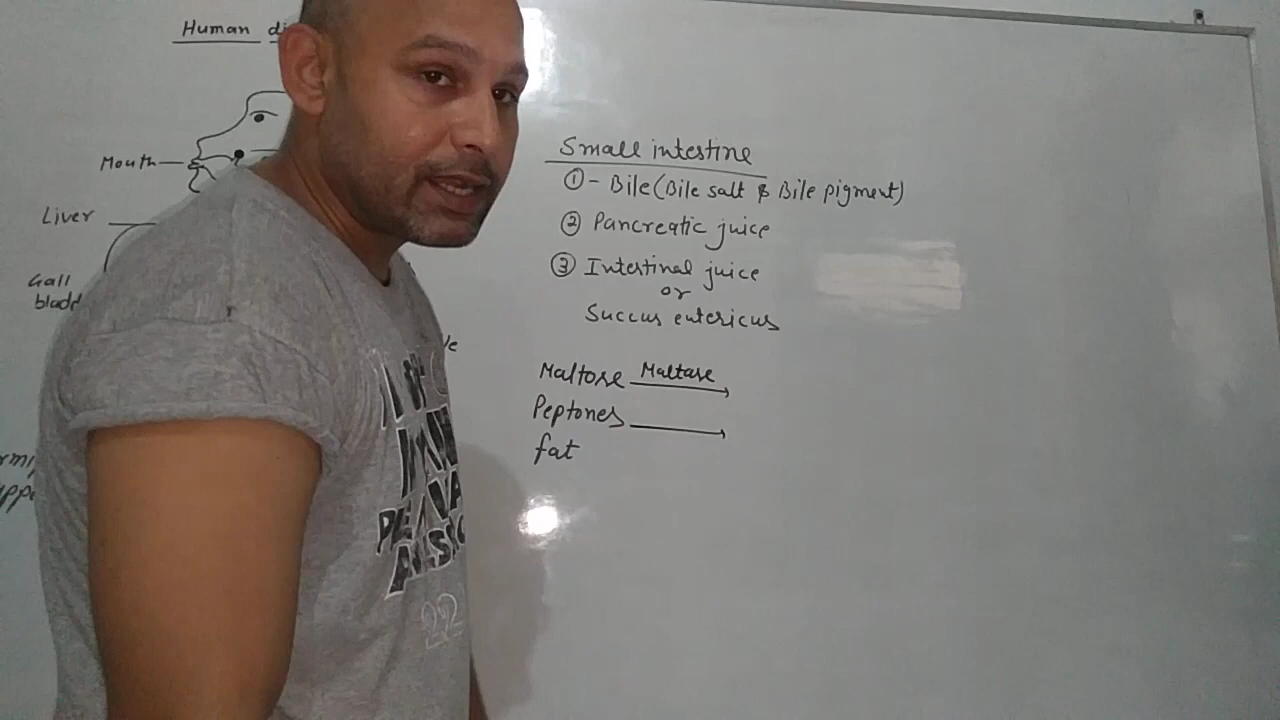 Human
Mouth
Liver
Gall
Small intestine
① - Bile (Bile salt & Bile pigment)
② Pancreatic juice
③ Intestinal juice
or
Succus entericus
Maltose Maltase
Peptones
fat
22